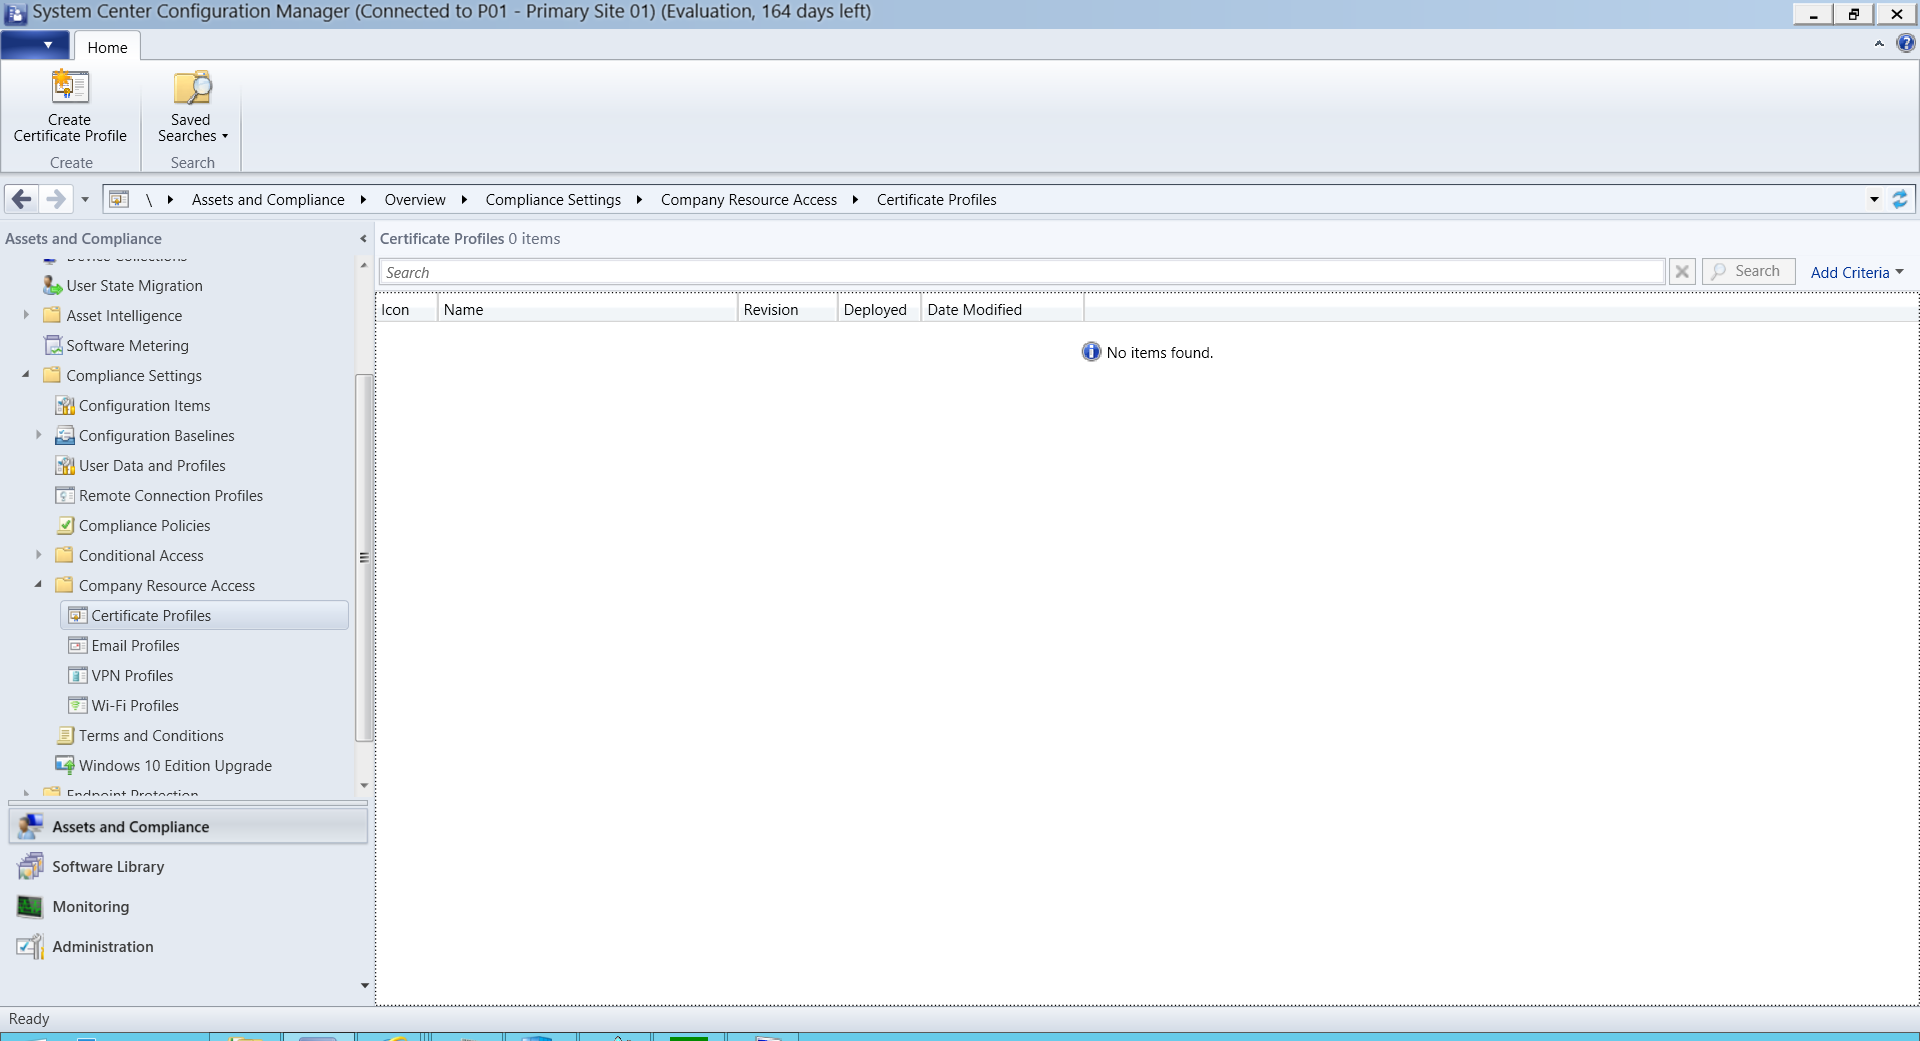 System Center Configuration Manager (Connected to P01 - Primary Site 01) (Evaluation, 164 days left)
Home
Create
Certificate Profile
Create
Saved
Searches
Search
\ Assets and Compliance Overview Compliance Settings Company Resource Access Certificate Profiles
Assets and Compliance
Device Collections
User State Migration
Asset Intelligence
Software Metering
Compliance Settings
Configuration Items
Configuration Baselines
User Data and Profiles
Remote Connection Profiles
Compliance Policies
Conditional Access
Company Resource Access
Certificate Profiles
Email Profiles
VPN Profiles
Wi-Fi Profiles
Terms and Conditions
Windows 10 Edition Upgrade
Endpoint Protection
Assets and Compliance
Software Library
Monitoring
Administration
Certificate Profiles 0 items
Search
Search
Add Criteria
Icon Name Revision Deployed Date Modified
No items found.
Ready